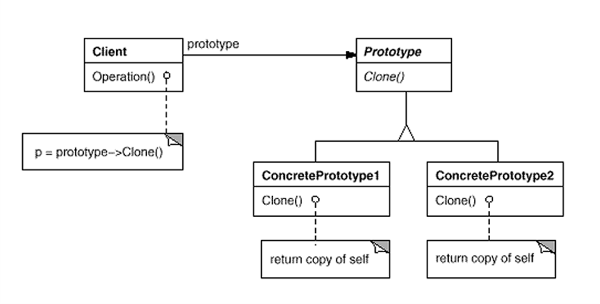 Client
Operation()
prototype
Prototype
Clone()
p = prototype->Clone()
ConcretePrototype1
Clone()
ConcretePrototype2
Clone()
return copy of self
return copy of self